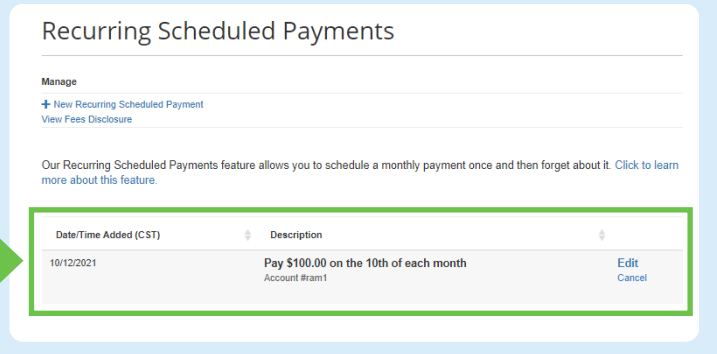 Recurring Scheduled Payments
Manage
+ New Recurring Scheduled Payment
View Fees Disclosure
Our Recurring Scheduled Payments feature allows you to schedule a monthly payment once and then forget about it. Click to learn
more about this feature.
Date/Time Added (CST) Description
10/12/2021 Pay $100.00 on the 10th of each month Edit
Account #ram1 Cancel